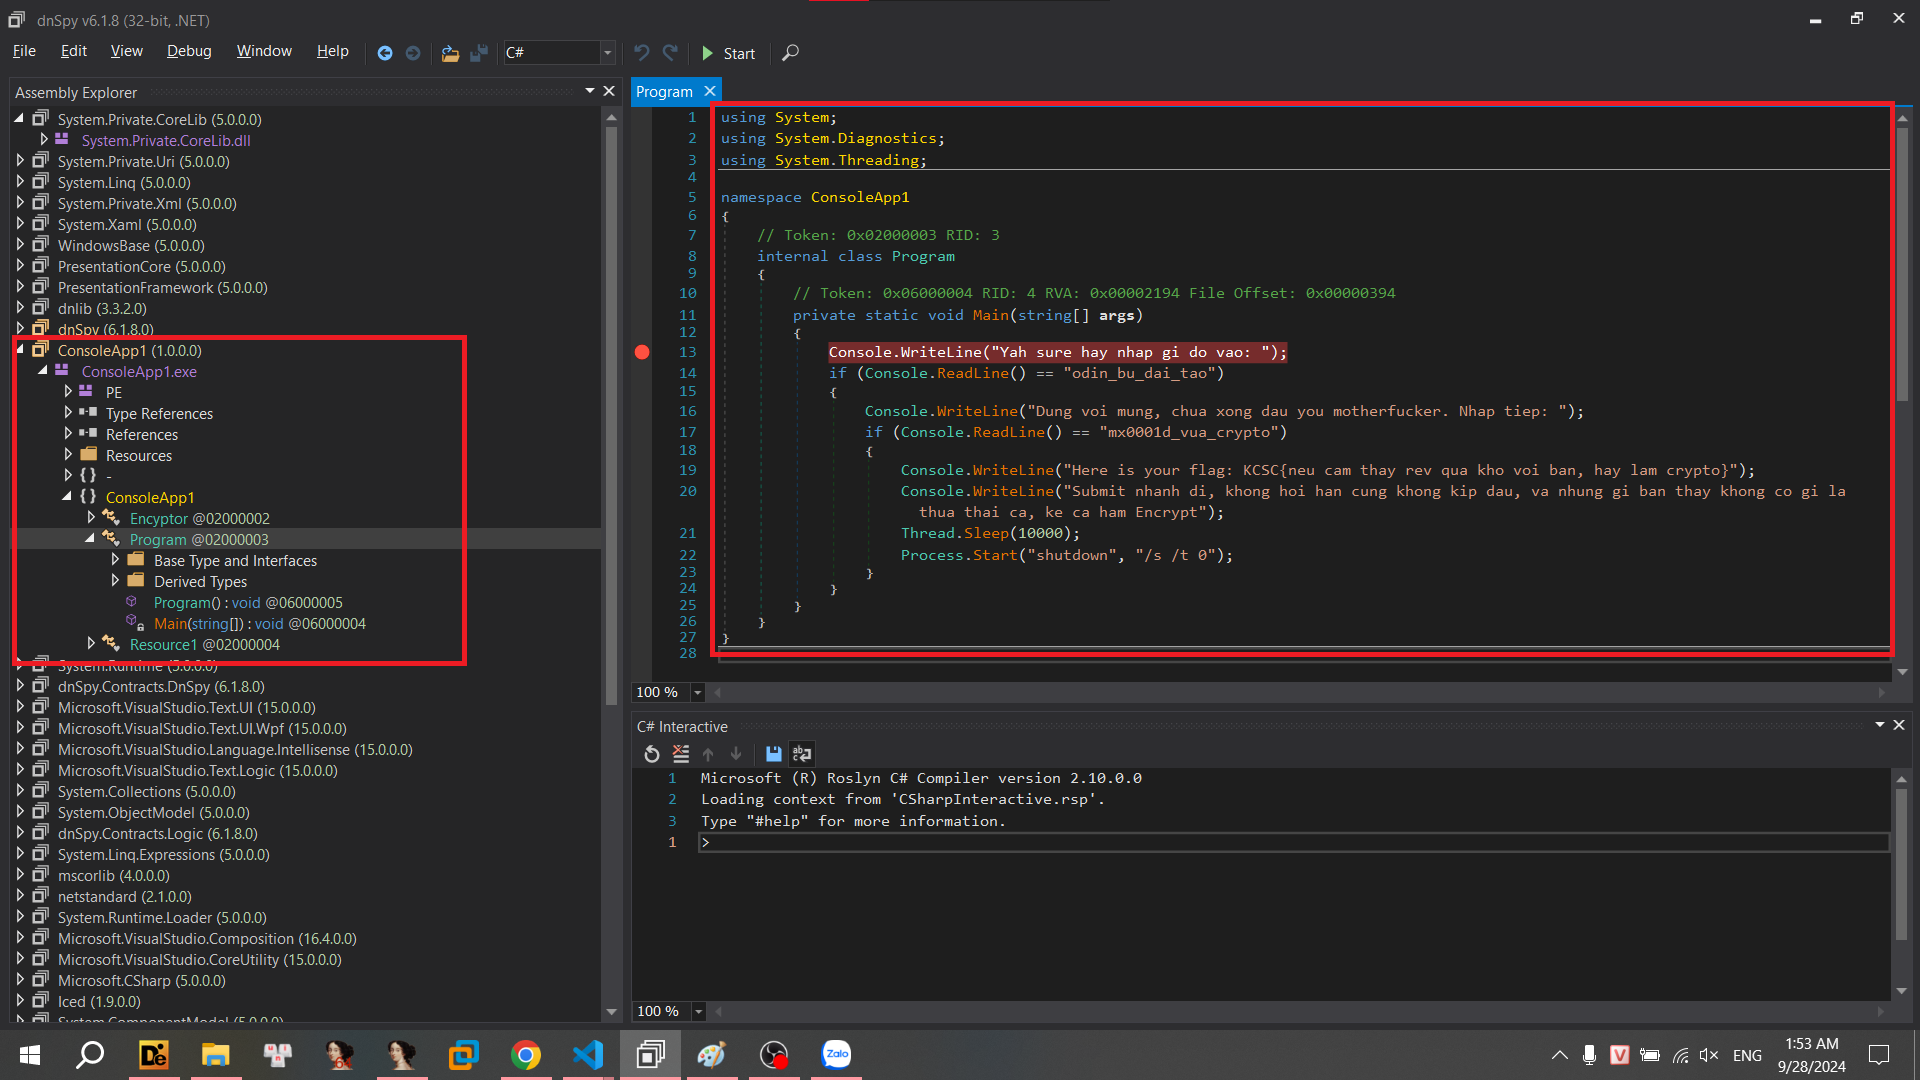 dnSpy v6.1.8 (32-bit, .NET)
File Edit View Debug Window Help C# Start
Assembly Explorer
System.Private.CoreLib (5.0.0.0)
System.Private.CoreLib.dll
System.Private.Uri (5.0.0.0)
System.Linq (5.0.0.0)
System.Private.Xml (5.0.0.0)
System.Xaml (5.0.0.0)
WindowsBase (5.0.0.0)
PresentationCore (5.0.0.0)
PresentationFramework (5.0.0.0)
dnlib (3.3.2.0)
dnSpy (6.1.8.0)
ConsoleApp1 (1.0.0.0)
ConsoleApp1.exe
PE
Type References
References
Resources
{ } -
{ } ConsoleApp1
Encyptor @02000002
Program @02000003
Base Type and Interfaces
Derived Types
Program() : void @06000005
Main(string[]) : void @06000004
Resource1 @02000004
System.Runtime (5.0.0.0)
dnSpy.Contracts.DnSpy (6.1.8.0)
Microsoft.VisualStudio.Text.UI (15.0.0.0)
Microsoft.VisualStudio.Text.UI.Wpf (15.0.0.0)
Microsoft.VisualStudio.Language.Intellisense (15.0.0.0)
Microsoft.VisualStudio.Text.Logic (15.0.0.0)
System.Collections (5.0.0.0)
System.ObjectModel (5.0.0.0)
dnSpy.Contracts.Logic (6.1.8.0)
System.Linq.Expressions (5.0.0.0)
mscorlib (4.0.0.0)
netstandard (2.1.0.0)
System.Runtime.Loader (5.0.0.0)
Microsoft.VisualStudio.Composition (16.4.0.0)
Microsoft.VisualStudio.CoreUtility (15.0.0.0)
Microsoft.CSharp (5.0.0.0)
Iced (1.9.0.0)
System.ComponentModel (5.0.0.0)
Program
1 using System;
2 using System.Diagnostics;
3 using System.Threading;
4
5 namespace ConsoleApp1
6 {
7 // Token: 0x02000003 RID: 3
8 internal class Program
9 {
10 // Token: 0x06000004 RID: 4 RVA: 0x00002194 File Offset: 0x00000394
11 private static void Main(string[] args)
12 {
13 Console.WriteLine("Yah sure hay nhap gi do vao: ");
14 if (Console.ReadLine() == "odin_bu_dai_tao")
15 {
16 Console.WriteLine("Dung voi mung, chua xong dau you motherfucker. Nhap tiep: ");
17 if (Console.ReadLine() == "mx0001d_vua_crypto")
18 {
19 Console.WriteLine("Here is your flag: KCSC{neu cam thay rev qua kho voi ban, hay lam crypto}");
20 Console.WriteLine("Submit nhanh di, khong hoi han cung khong kip dau, va nhung gi ban thay khong co gi la
thua thai ca, ke ca ham Encrypt");
21 Thread.Sleep(10000);
22 Process.Start("shutdown", "/s /t 0");
23 }
24 }
25 }
26 }
27 }
28
100 %
C# Interactive
1 Microsoft (R) Roslyn C# Compiler version 2.10.0.0
2 Loading context from 'CSharpInteractive.rsp'.
3 Type "#help" for more information.
1 >
100 %
De
64
Zalo
V
ENG
1:53 AM
9/28/2024